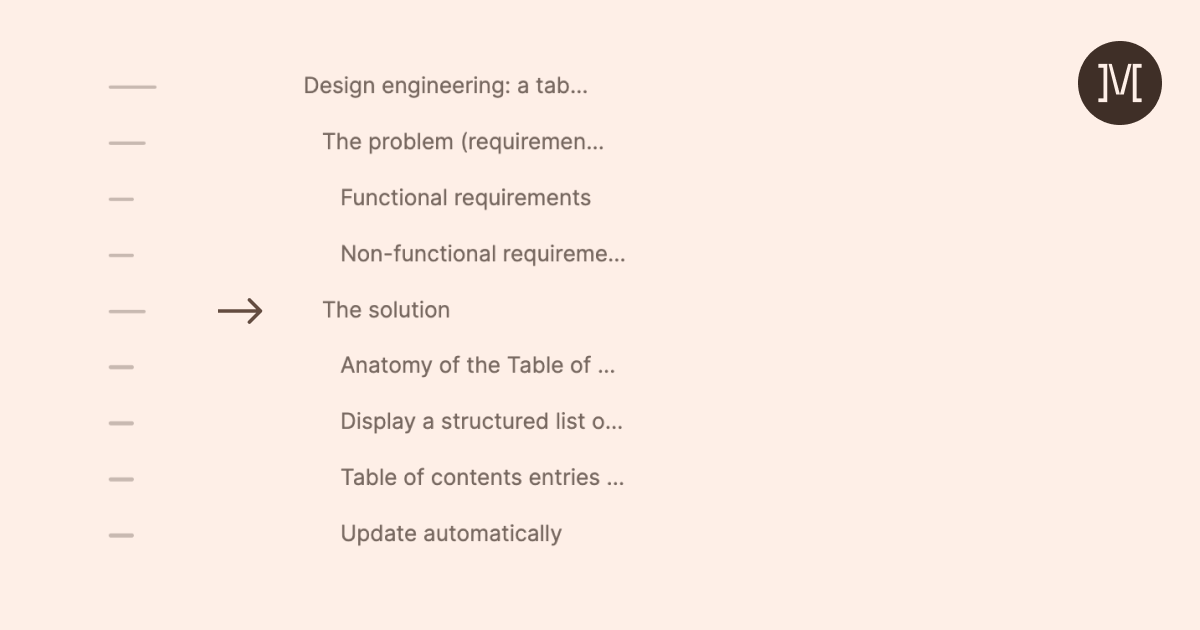 Design engineering: a tab...
The problem (requiremen...
Functional requirements
Non-functional requireme...
The solution
Anatomy of the Table of ...
Display a structured list o...
Table of contents entries ...
Update automatically
]M[